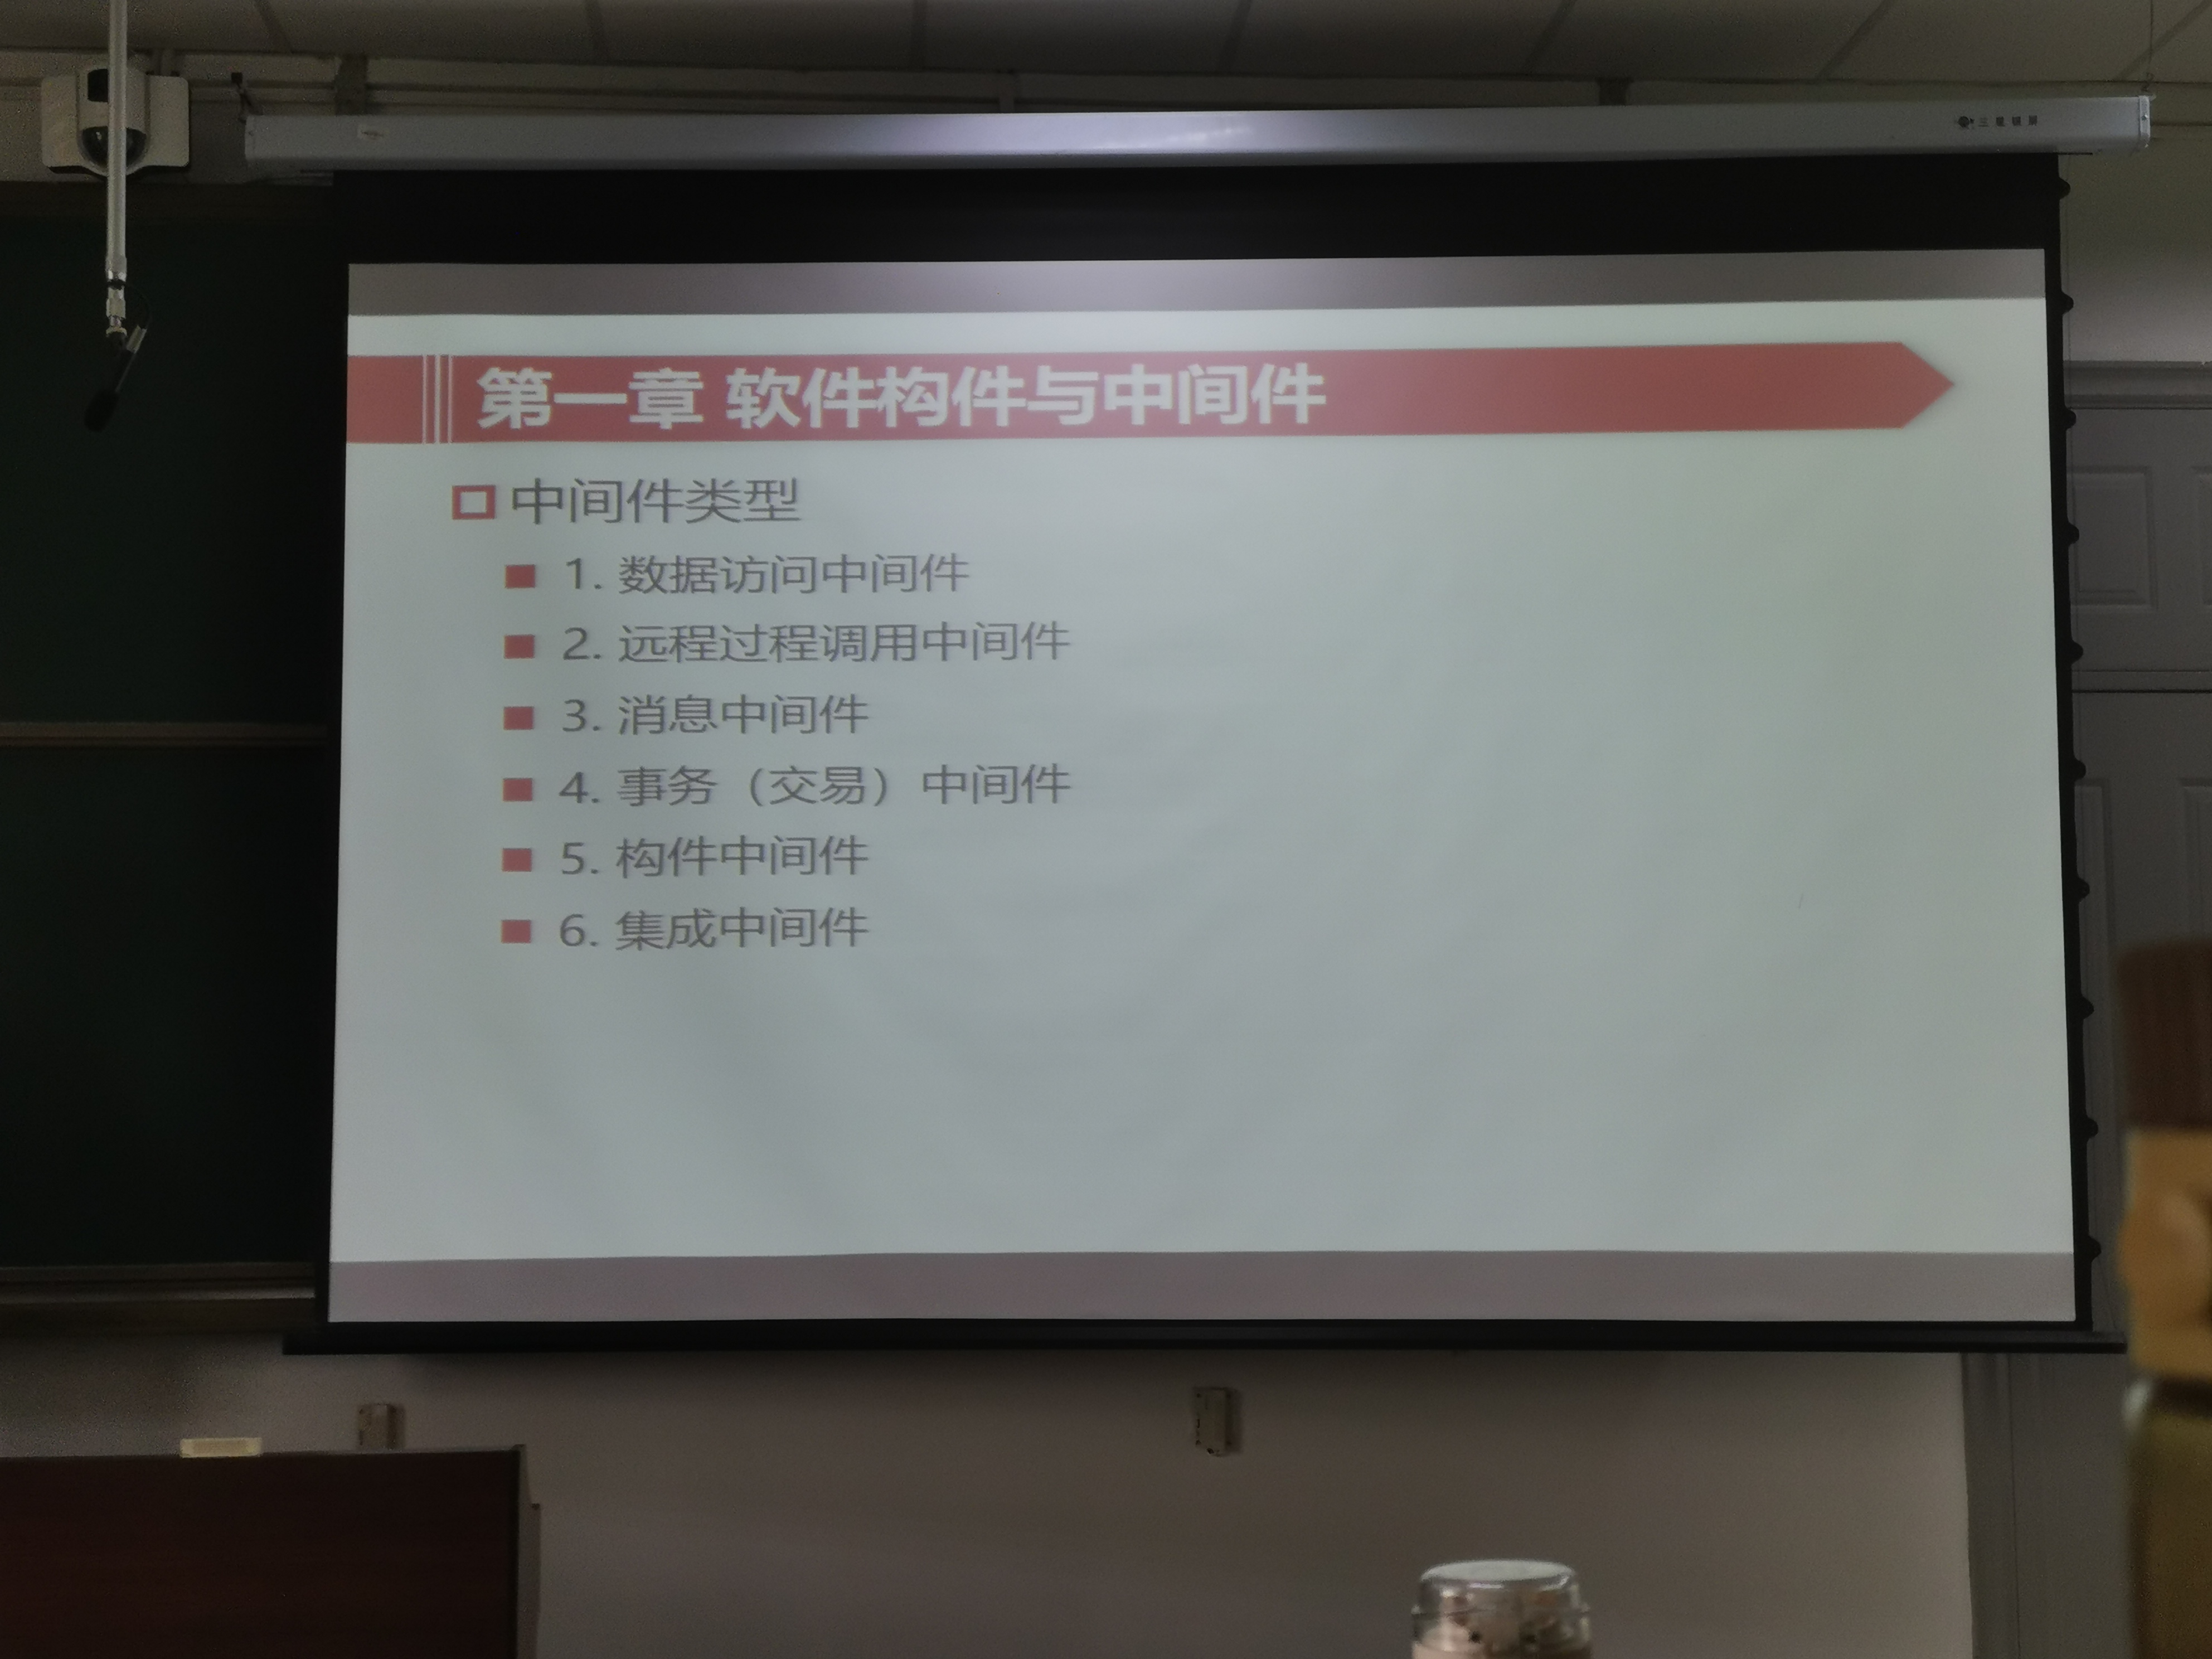 第一章 软件构件与中间件
中间件类型
1. 数据访问中间件
2. 远程过程调用中间件
3. 消息中间件
4. 事务（交易）中间件
5. 构件中间件
6. 集成中间件